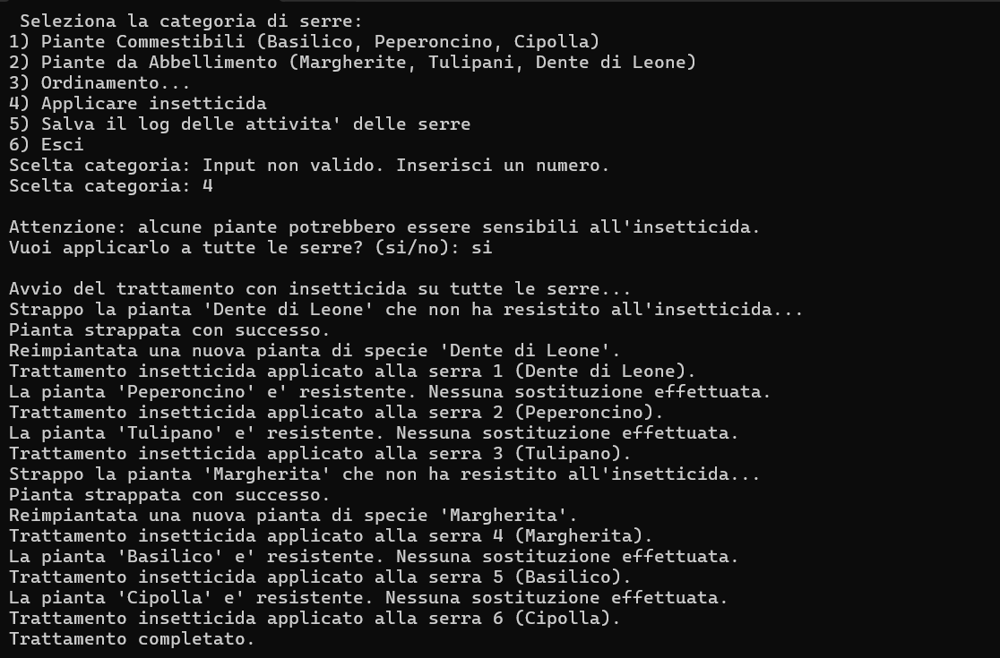 Seleziona la categoria di serre:
1) Piante Commestibili (Basilico, Peperoncino, Cipolla)
2) Piante da Abbellimento (Margherite, Tulipani, Dente di Leone)
3) Ordinamento...
4) Applicare insetticida
5) Salva il log delle attivita' delle serre
6) Esci
Scelta categoria: Input non valido. Inserisci un numero.
Scelta categoria: 4

Attenzione: alcune piante potrebbero essere sensibili all'insetticida.
Vuoi applicarlo a tutte le serre? (si/no): si

Avvio del trattamento con insetticida su tutte le serre...
Strappo la pianta 'Dente di Leone' che non ha resistito all'insetticida...
Pianta strappata con successo.
Reimpiantata una nuova pianta di specie 'Dente di Leone'.
Trattamento insetticida applicato alla serra 1 (Dente di Leone).
La pianta 'Peperoncino' e' resistente. Nessuna sostituzione effettuata.
Trattamento insetticida applicato alla serra 2 (Peperoncino).
La pianta 'Tulipano' e' resistente. Nessuna sostituzione effettuata.
Trattamento insetticida applicato alla serra 3 (Tulipano).
Strappo la pianta 'Margherita' che non ha resistito all'insetticida...
Pianta strappata con successo.
Reimpiantata una nuova pianta di specie 'Margherita'.
Trattamento insetticida applicato alla serra 4 (Margherita).
La pianta 'Basilico' e' resistente. Nessuna sostituzione effettuata.
Trattamento insetticida applicato alla serra 5 (Basilico).
La pianta 'Cipolla' e' resistente. Nessuna sostituzione effettuata.
Trattamento insetticida applicato alla serra 6 (Cipolla).
Trattamento completato.